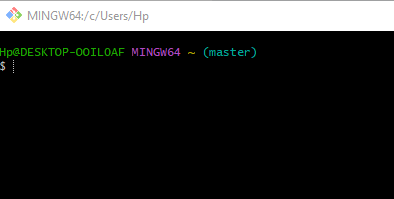 MINGW64:/c/Users/Hp
Hp@DESKTOP-OOILOAF MINGW64 ~ (master)
$